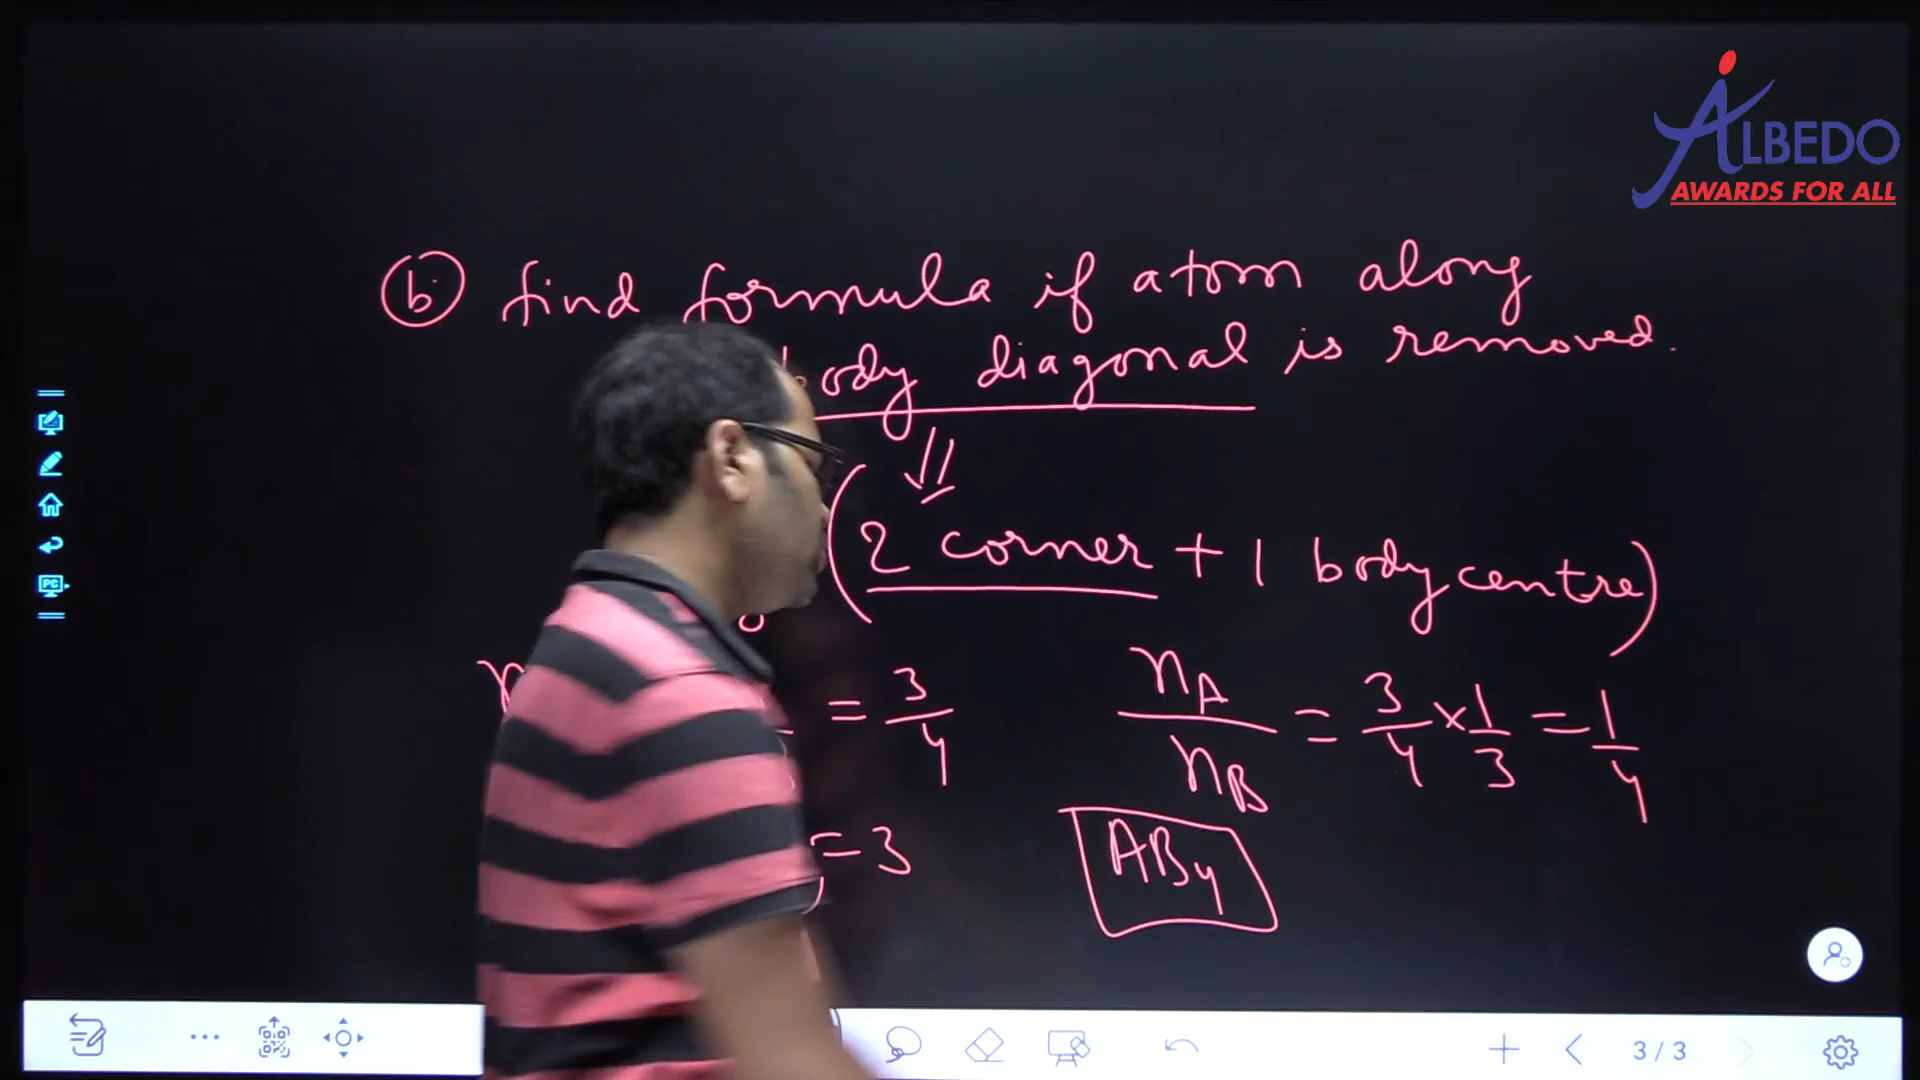 ALBEDO
AWARDS FOR ALL
b find formula if atom along
body diagonal is removed.
(2 corner + 1 body centre)
= 3/4
nA/nB = 3/4 × 1/3 = 1/4
= 3
AB4
PC
3 / 3